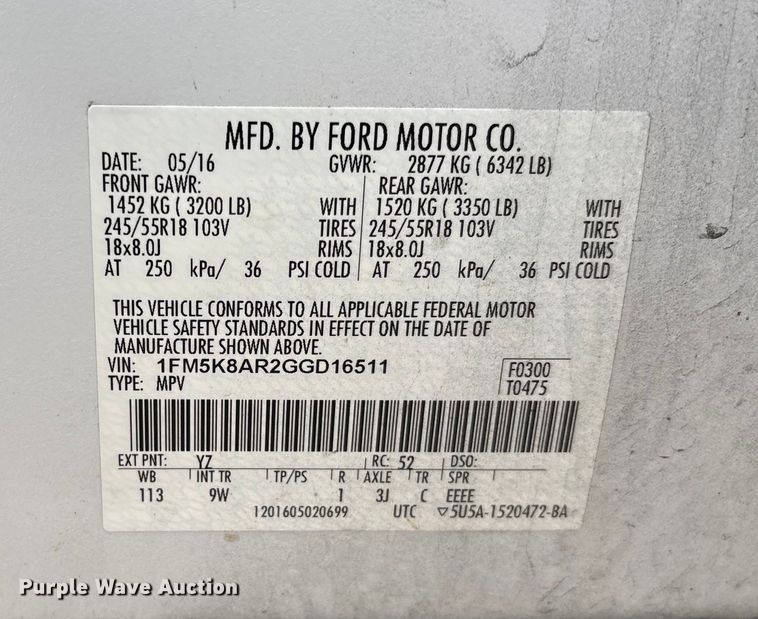 MFD. BY FORD MOTOR CO.
DATE: 05/16 GVWR: 2877 KG ( 6342 LB)
FRONT GAWR: REAR GAWR:
1452 KG ( 3200 LB) WITH 1520 KG ( 3350 LB) WITH
245/55R18 103V TIRES 245/55R18 103V TIRES
18x8.0J RIMS 18x8.0J RIMS
AT 250 kPa/ 36 PSI COLD AT 250 kPa/ 36 PSI COLD
THIS VEHICLE CONFORMS TO ALL APPLICABLE FEDERAL MOTOR
VEHICLE SAFETY STANDARDS IN EFFECT ON THE DATE OF
MANUFACTURE SHOWN ABOVE.
VIN: 1FM5K8AR2GGD16511 F0300
TYPE: MPV T0475
EXT PNT: YZ RC: 52 DSO:
WB INT TR TP/PS R AXLE TR SPR
113 9W 1 3J C EEEE
1201605020699 UTC ▽5U5A-1520472-BA
Purple Wave Auction